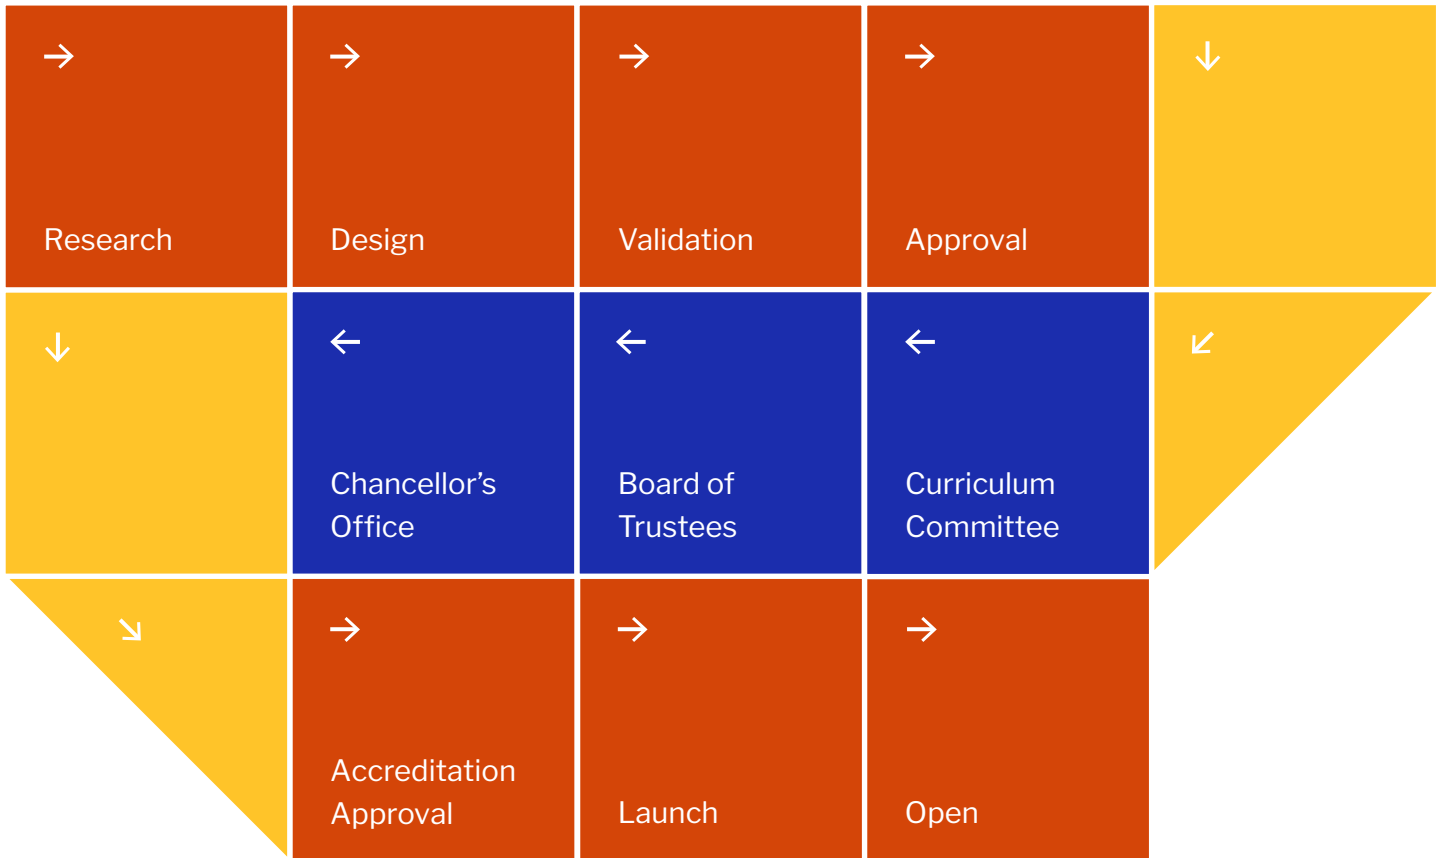 Research
Design
Validation
Approval
Chancellor’s
Office
Board of
Trustees
Curriculum
Committee
Accreditation
Approval
Launch
Open